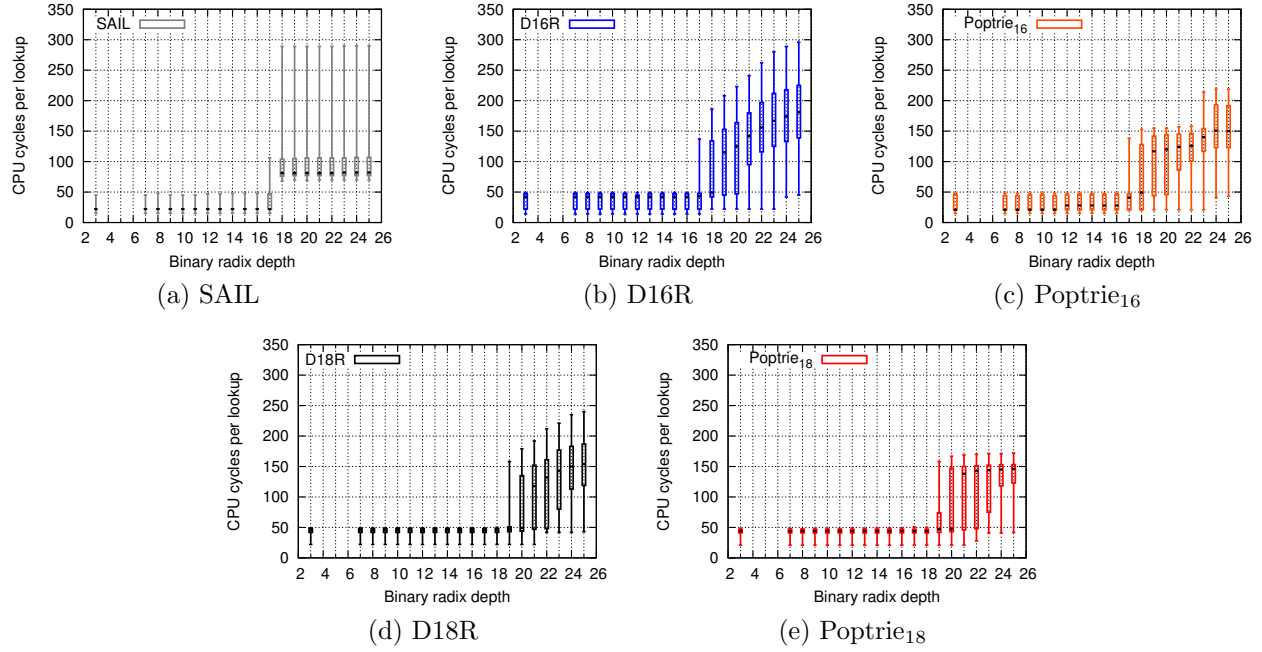 SAIL
CPU cycles per lookup
350
300
250
200
150
100
50
0
2 4 6 8 10 12 14 16 18 20 22 24 26
Binary radix depth
(a) SAIL
D16R
CPU cycles per lookup
350
300
250
200
150
100
50
0
2 4 6 8 10 12 14 16 18 20 22 24 26
Binary radix depth
(b) D16R
Poptrie16
CPU cycles per lookup
350
300
250
200
150
100
50
0
2 4 6 8 10 12 14 16 18 20 22 24 26
Binary radix depth
(c) Poptrie16
D18R
CPU cycles per lookup
350
300
250
200
150
100
50
0
2 4 6 8 10 12 14 16 18 20 22 24 26
Binary radix depth
(d) D18R
Poptrie18
CPU cycles per lookup
350
300
250
200
150
100
50
0
2 4 6 8 10 12 14 16 18 20 22 24 26
Binary radix depth
(e) Poptrie18